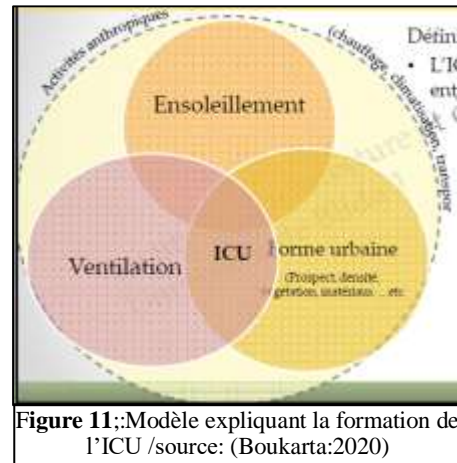 Activités anthropiques
(chauffage, climatisation, transpor
Défin
• L'IC
ent
Ensoleillement
Ventilation
ICU
Forme urbaine
(Prospect, densité,
végétation, matériaux... etc
Figure 11;:Modèle expliquant la formation de
l'ICU /source: (Boukarta:2020)